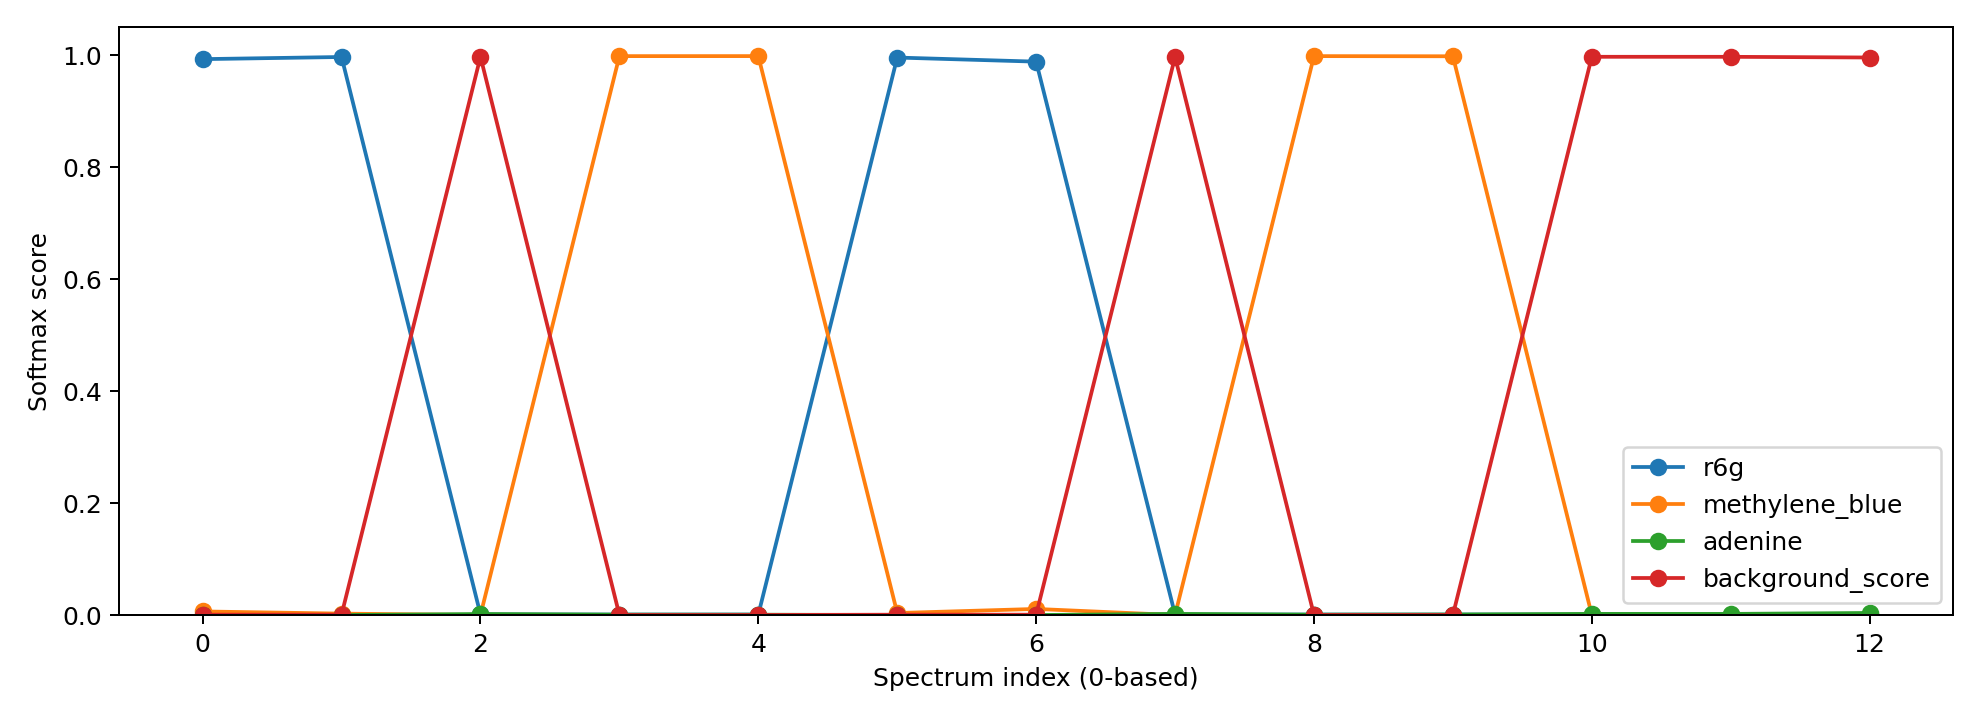 1.0
0.8
0.6
0.4
0.2
0.0
Softmax score
r6g
methylene_blue
adenine
background_score
0 2 4 6 8 10 12
Spectrum index (0-based)